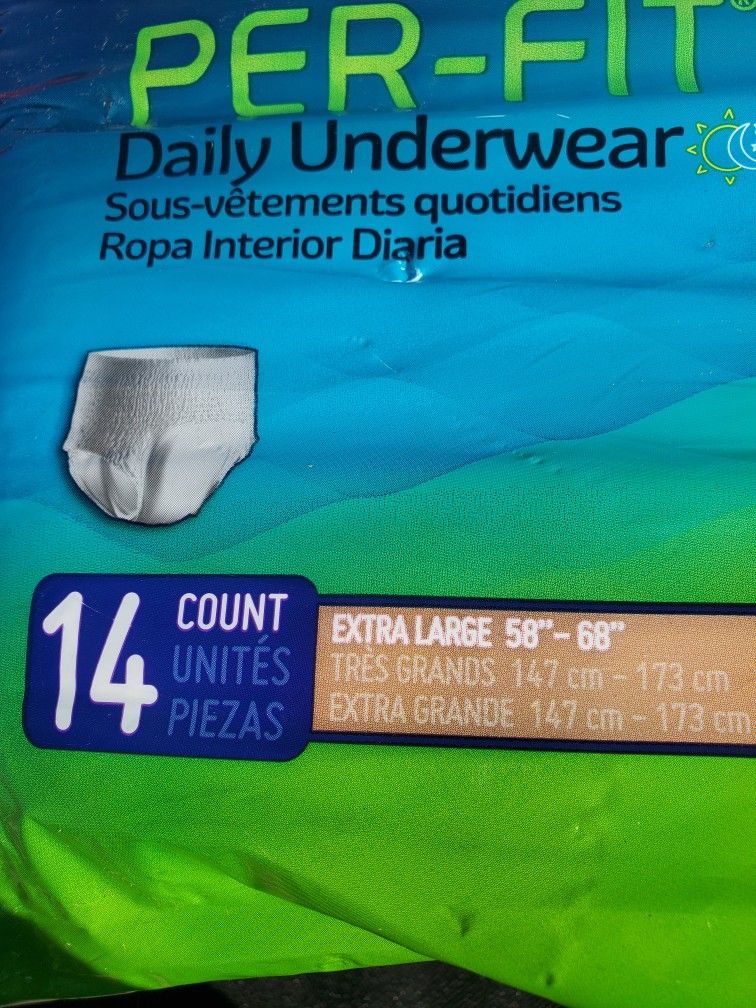 PER-FIT®
Daily Underwear
Sous-vêtements quotidiens
Ropa Interior Diaria
14 COUNT
UNITÉS
PIEZAS
EXTRA LARGE 58”- 68”
TRÈS GRANDS 147 cm - 173 cm
EXTRA GRANDE 147 cm - 173 cm